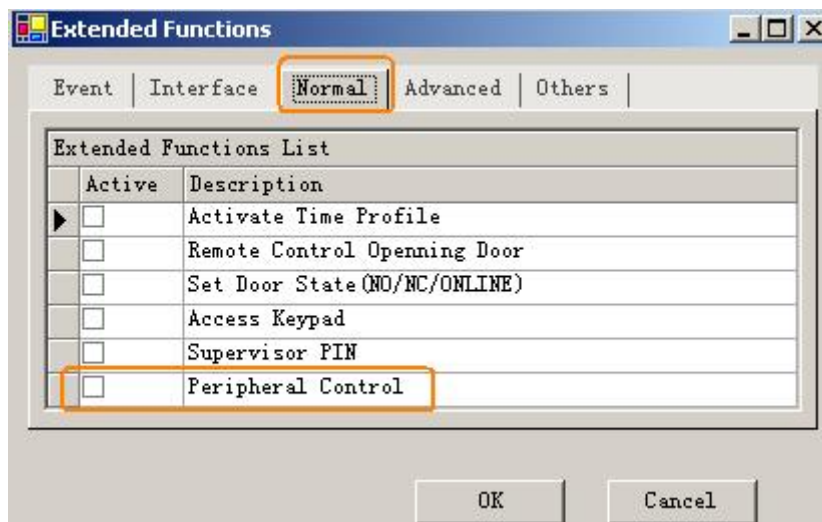 Extended Functions
Event Interface Normal Advanced Others
Extended Functions List
Active Description
Activate Time Profile
Remote Control Openning Door
Set Door State(NO/NC/ONLINE)
Access Keypad
Supervisor PIN
Peripheral Control
OK Cancel